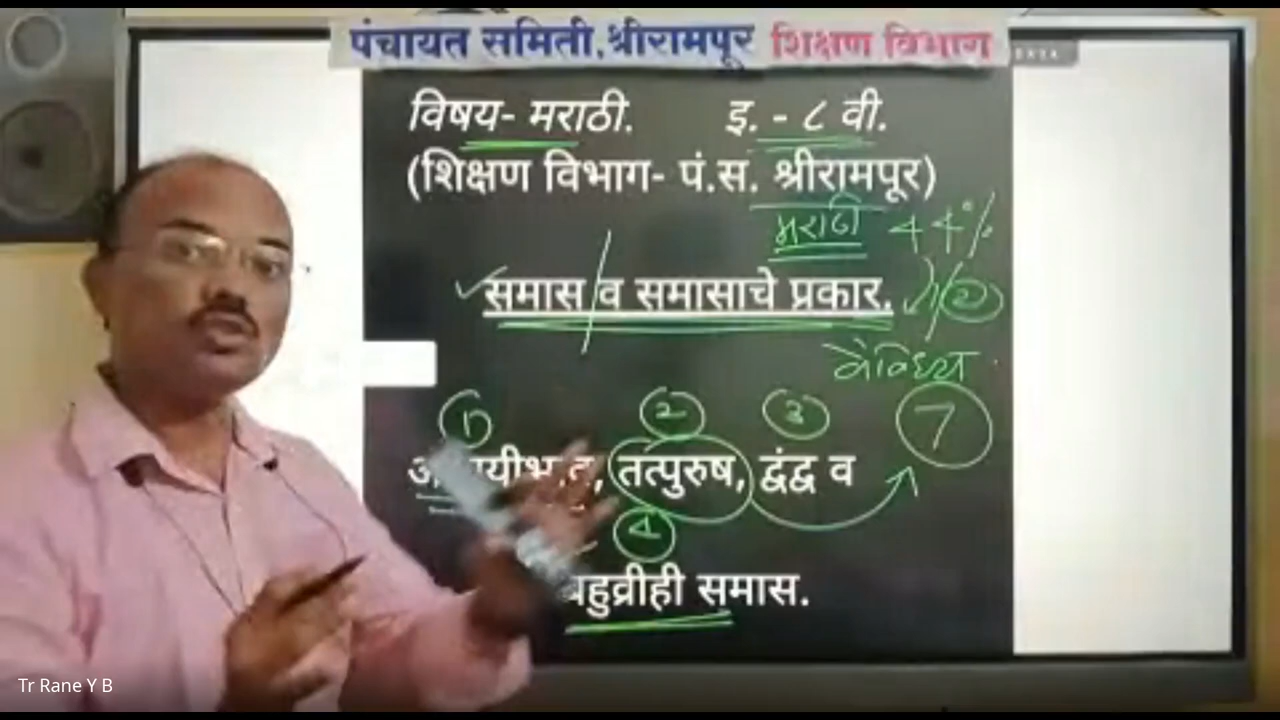 पंचायत समिती.श्रीरामपूर शिक्षण विभाग
विषय- मराठी. इ. - ८ वी.
(शिक्षण विभाग- पं.स. श्रीरामपूर)
मराठी
समास व समासाचे प्रकार.
वैविध्य
1 2 3 7
तत्पुरुष, द्वंद्व व
4
बहुव्रीही समास.
Tr Rane Y B